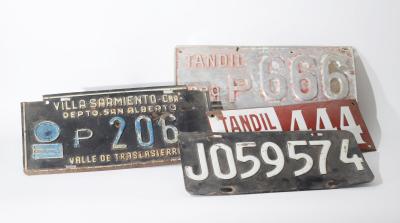 TANDIL
P 666
VILLA SARMIENTO-CBA
DEPTO. SAN ALBERTO
P 206
VALLE DE TRASLASIERRA
TANDIL 444
J059574